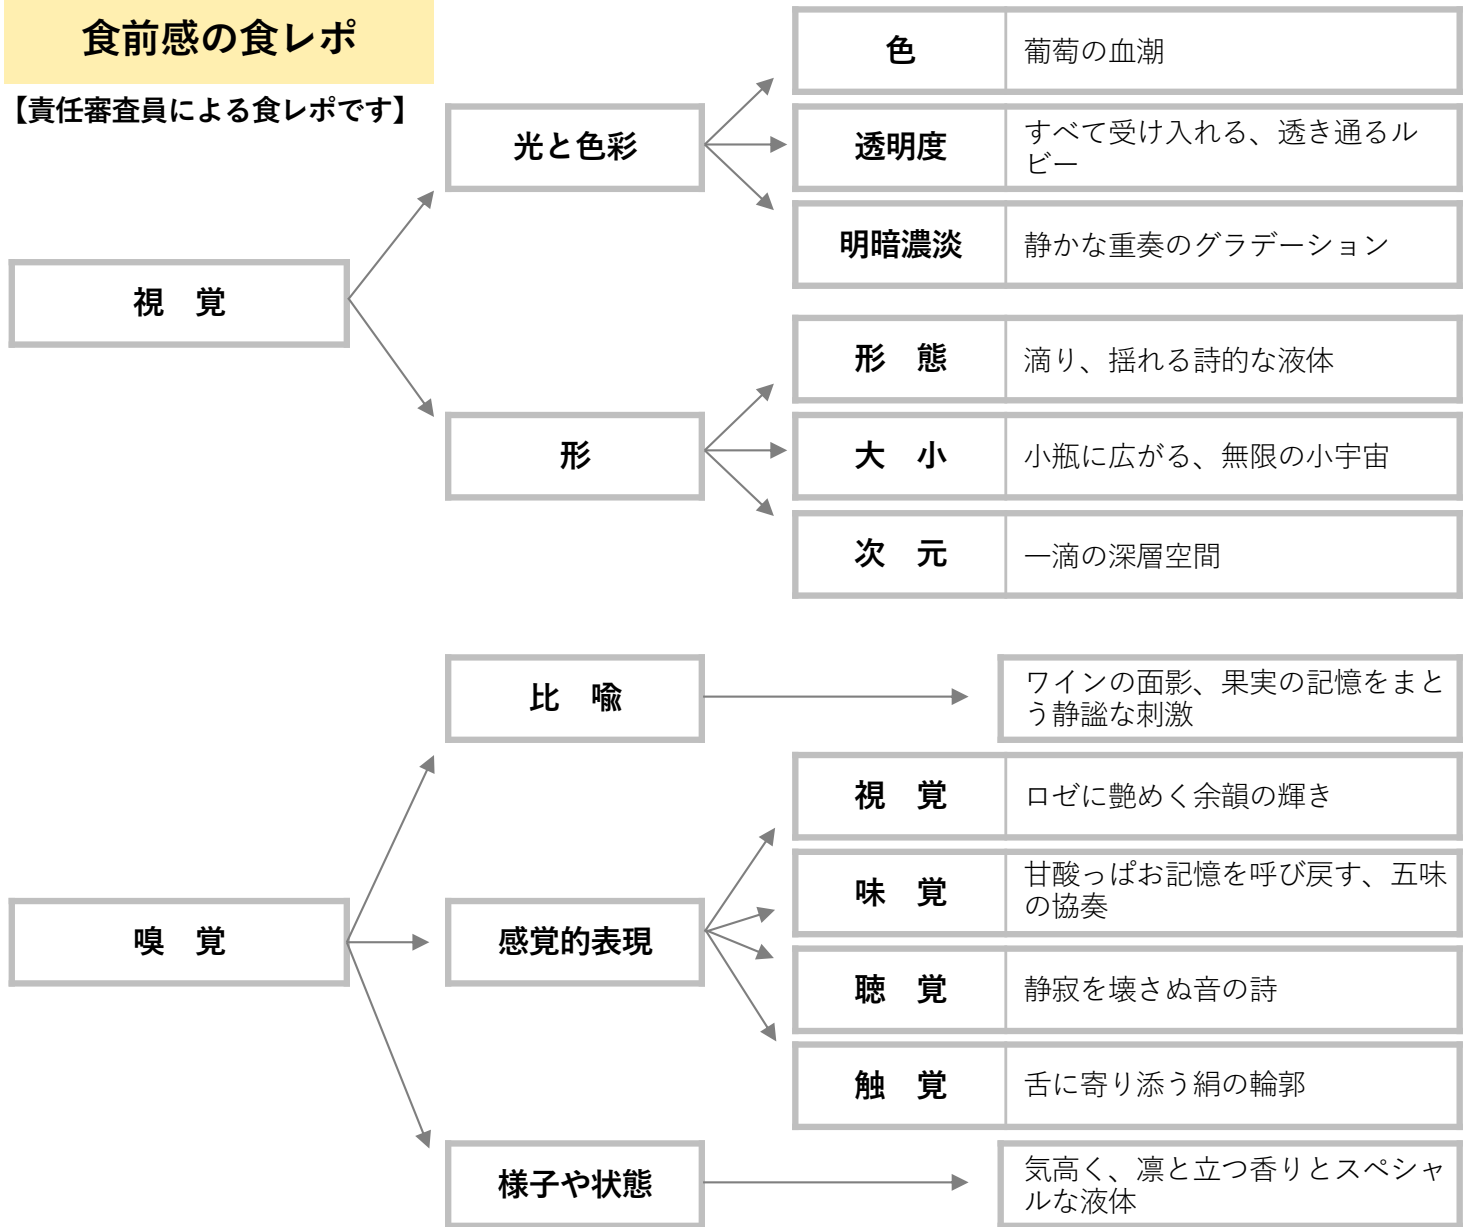 食前感の食レポ
【責任審査員による食レポです】
視　覚
光と色彩
色
葡萄の血潮
透明度
すべて受け入れる、透き通るル
ビー
明暗濃淡
静かな重奏のグラデーション
形
形　態
滴り、揺れる詩的な液体
大　小
小瓶に広がる、無限の小宇宙
次　元
一滴の深層空間
嗅　覚
比　喩
ワインの面影、果実の記憶をまと
う静謐な刺激
感覚的表現
視　覚
ロゼに艶めく余韻の輝き
味　覚
甘酸っぱお記憶を呼び戻す、五味
の協奏
聴　覚
静寂を壊さぬ音の詩
触　覚
舌に寄り添う絹の輪郭
様子や状態
気高く、凛と立つ香りとスペシャ
ルな液体